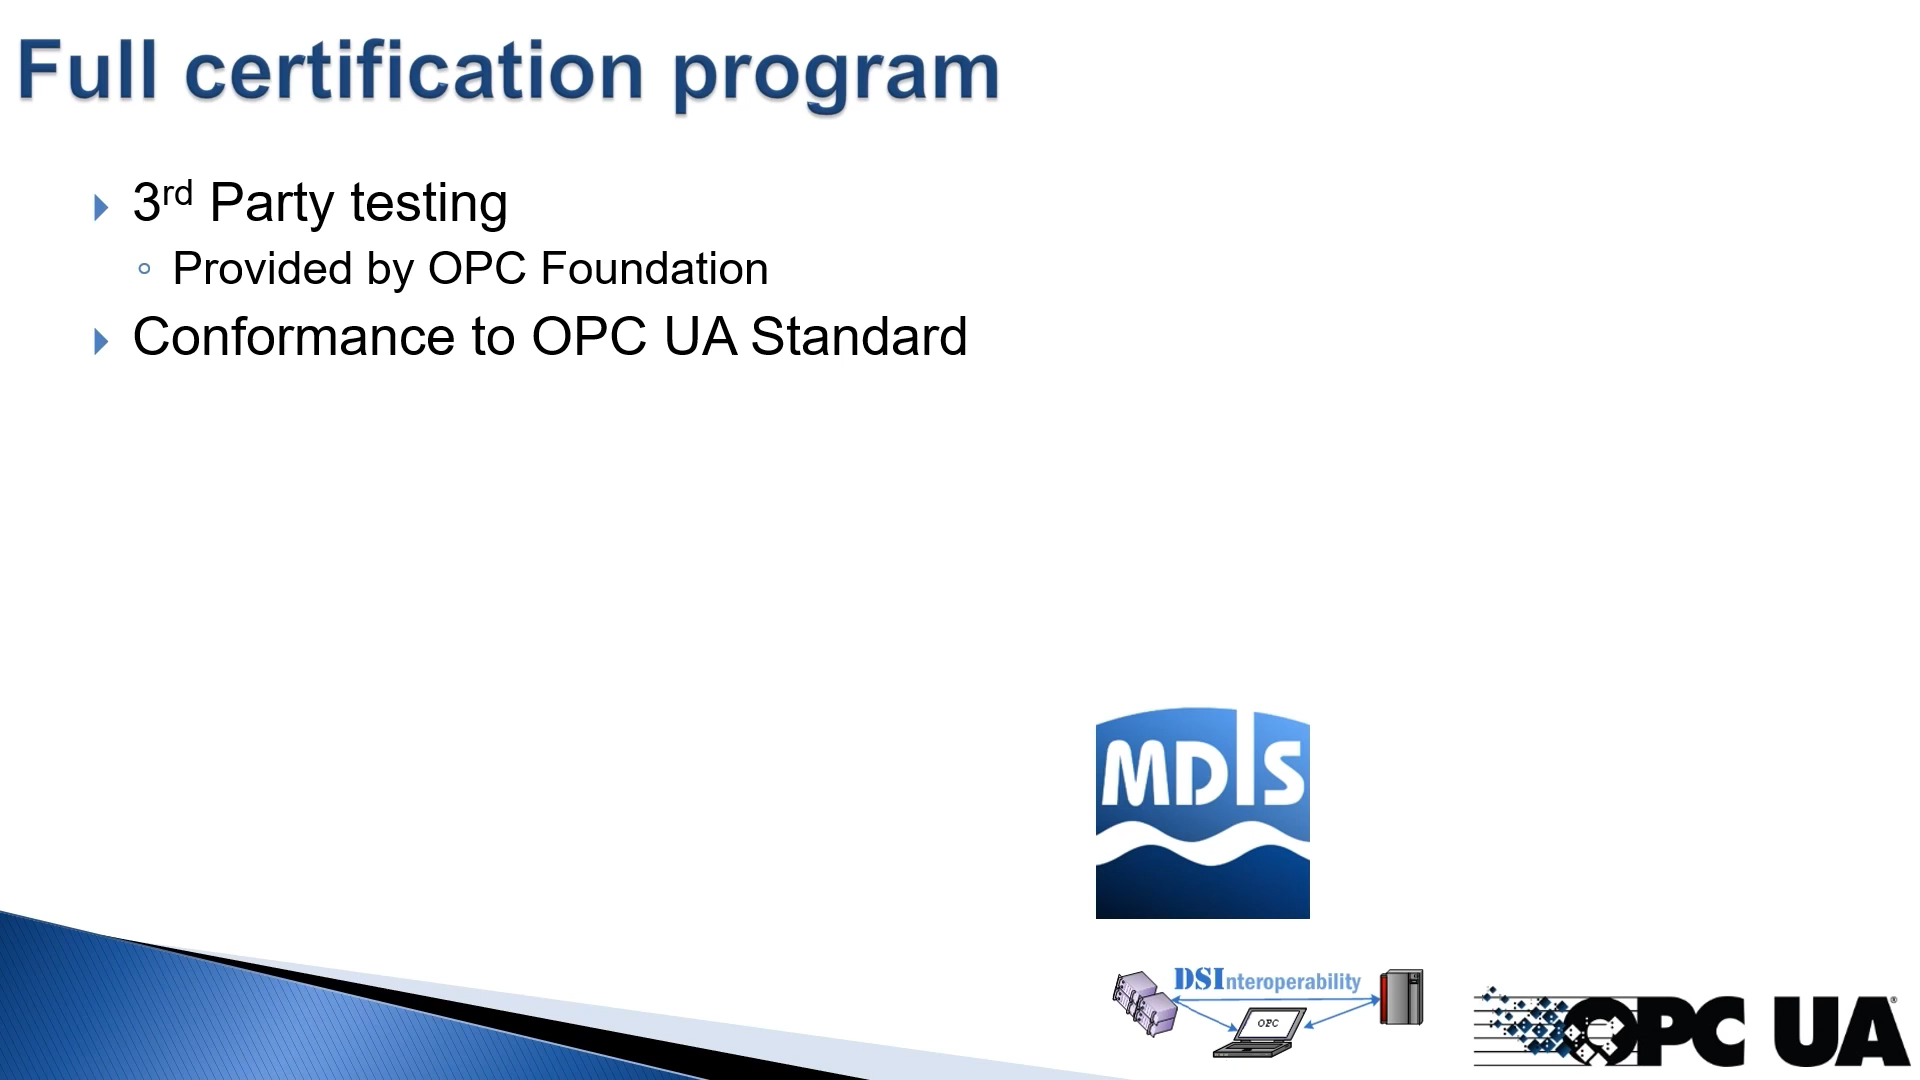 Full certification program
3rd Party testing
Provided by OPC Foundation
Conformance to OPC UA Standard
MDIS
DSInteroperability
OPC
OPC UA®